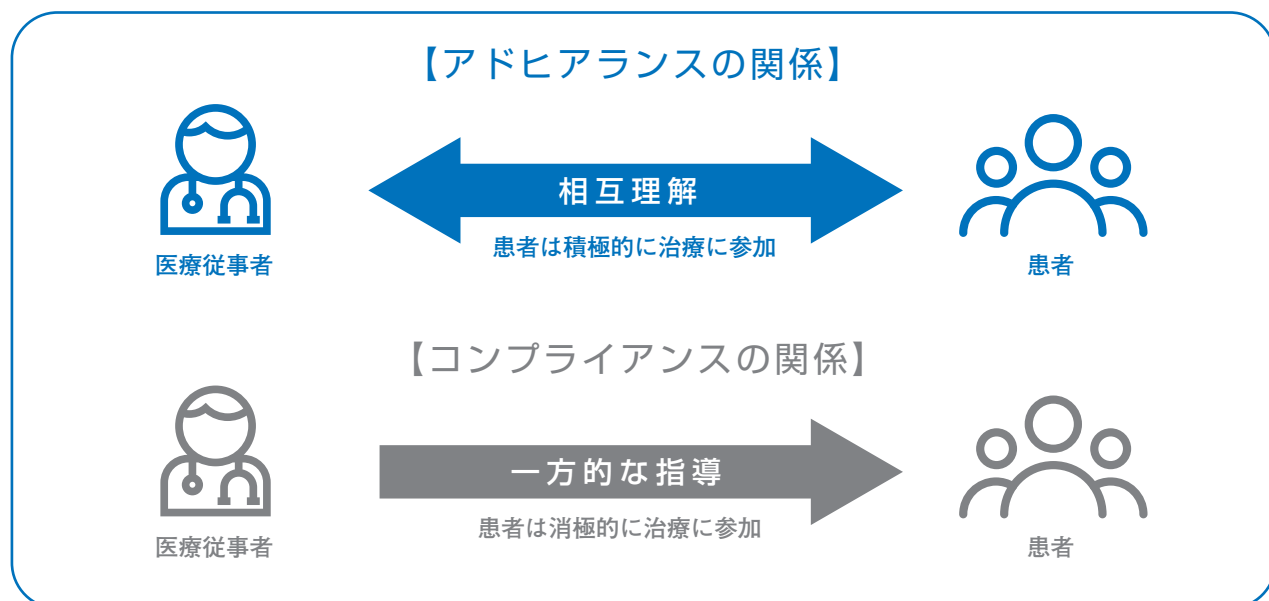 【アドヒアランスの関係】
相互理解
患者は積極的に治療に参加
医療従事者
患者
【コンプライアンスの関係】
一方的な指導
患者は消極的に治療に参加
医療従事者
患者